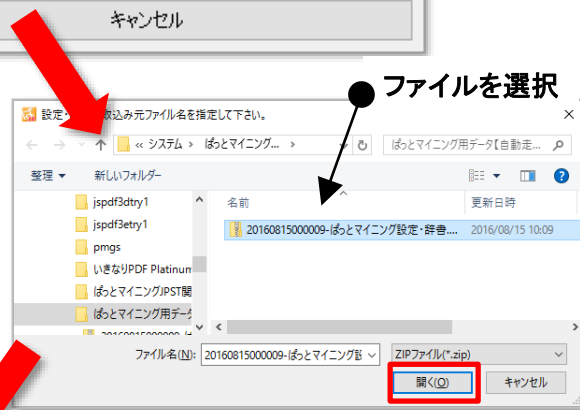 キャンセル
ファイルを選択
設定・ 取込み元ファイル名を指定して下さい。
« システム › ぱっとマイニング... ›
ぱっとマイニング用データ【自動走...
整理 新しいフォルダー
名前 更新日時
jspdf3dtry1
jspdf3etry1
pmgs
いきなりPDF Platinum
ぱっとマイニングJPST関
ぱっとマイニング用データ
20160815000009-ぱっとマイニング設定・辞書.... 2016/08/15 10:09
ファイル名(N): 20160815000009-ぱっとマイニング設 ZIPファイル(*.zip)
開く(O) キャンセル